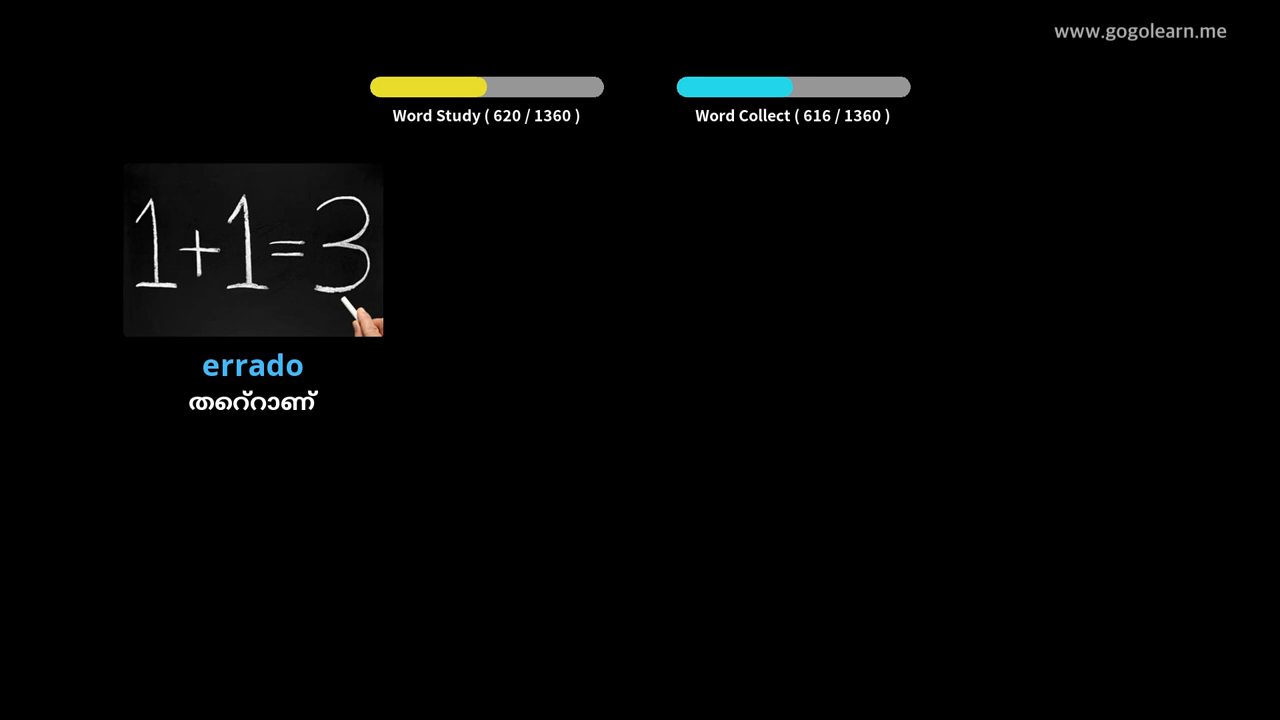 www.gogolearn.me
Word Study ( 620 / 1360 )
Word Collect ( 616 / 1360 )
1+1=3
errado
തെറ്റാണ്